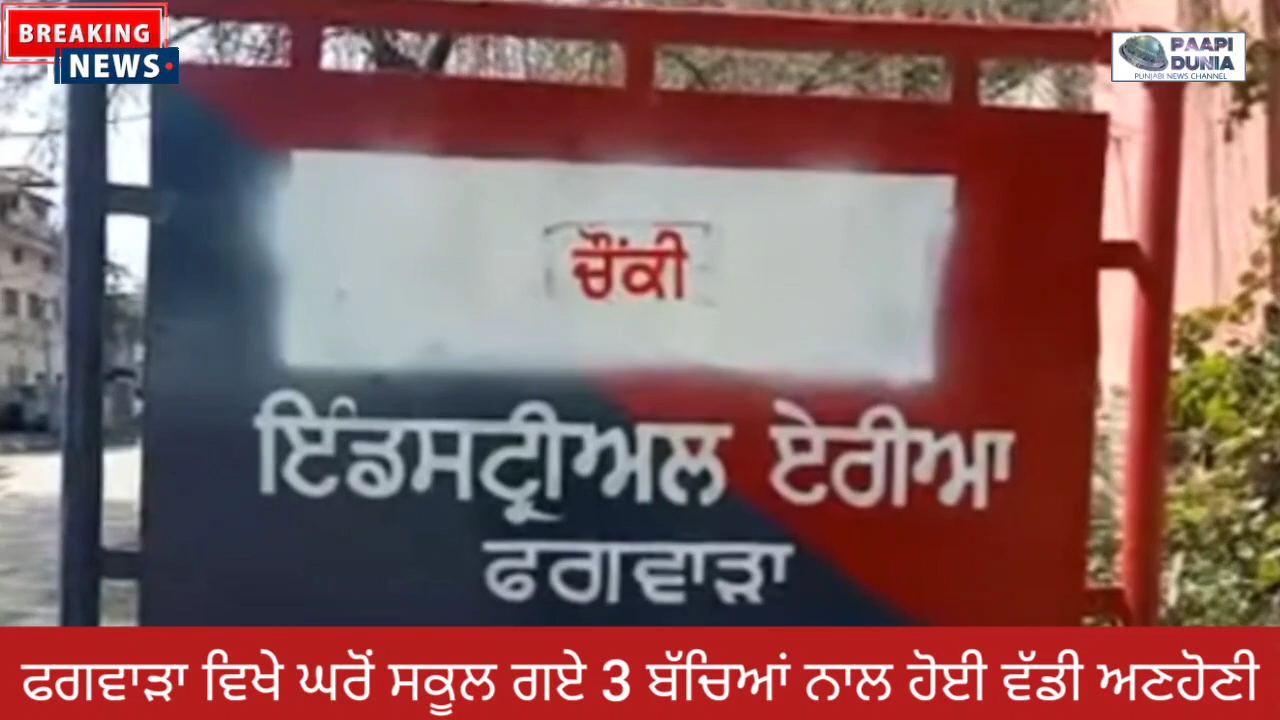 BREAKING
NEWS
PAAPI
DUNIA
PUNJABI NEWS CHANNEL
ਚੌਂਕੀ
ਇੰਡਸਟ੍ਰੀਅਲ ਏਰੀਆ
ਫਗਵਾੜਾ
ਫਗਵਾੜਾ ਵਿਖੇ ਘਰੋਂ ਸਕੂਲ ਗਏ 3 ਬੱਚਿਆਂ ਨਾਲ ਹੋਈ ਵੱਡੀ ਅਣਹੋਣੀ